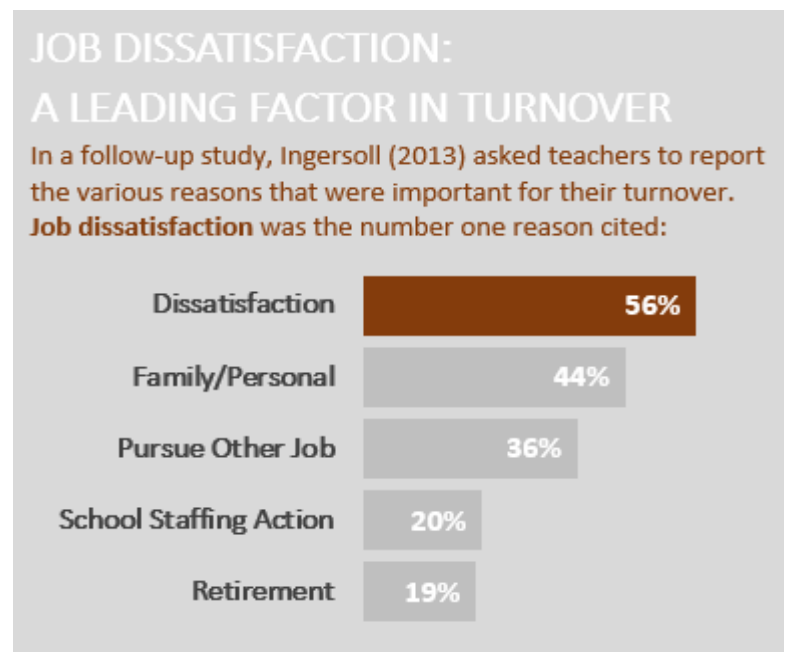 JOB DISSATISFACTION:
A LEADING FACTOR IN TURNOVER
In a follow-up study, Ingersoll (2013) asked teachers to report
the various reasons that were important for their turnover.
Job dissatisfaction was the number one reason cited:
Dissatisfaction 56%
Family/Personal 44%
Pursue Other Job 36%
School Staffing Action 20%
Retirement 19%